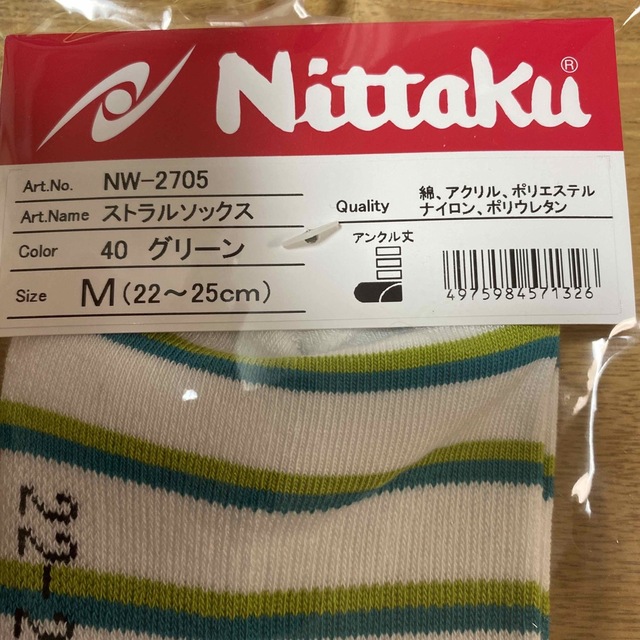 Nittaku®
Art.No. NW-2705
Art.Name ストラルソックス
Color 40 グリーン
Size M(22～25cm)
Quality 綿、アクリル、ポリエステル
ナイロン、ポリウレタン
アンクル丈
4975984571326
22-2